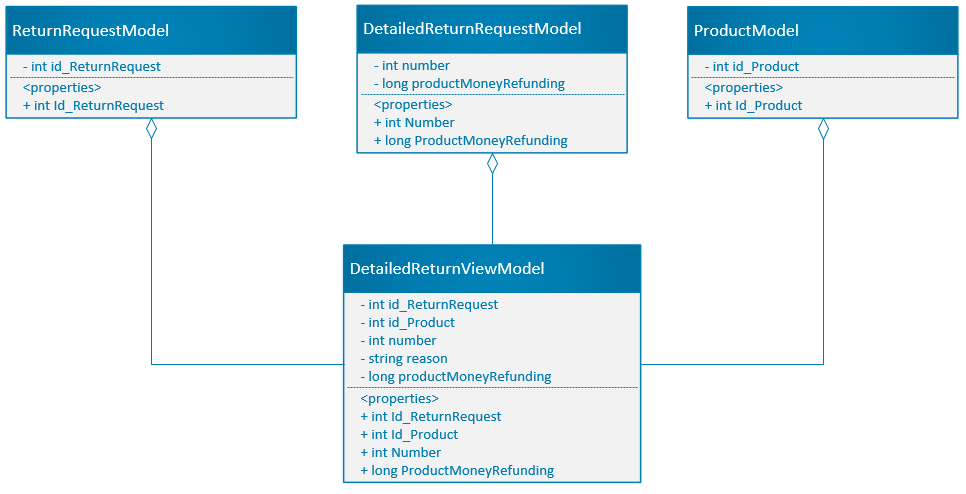 ReturnRequestModel
- int id_ReturnRequest
<properties>
+ int Id_ReturnRequest
DetailedReturnRequestModel
- int number
- long productMoneyRefunding
<properties>
+ int Number
+ long ProductMoneyRefunding
ProductModel
- int id_Product
<properties>
+ int Id_Product
DetailedReturnViewModel
- int id_ReturnRequest
- int id_Product
- int number
- string reason
- long productMoneyRefunding
<properties>
+ int Id_ReturnRequest
+ int Id_Product
+ int Number
+ long ProductMoneyRefunding